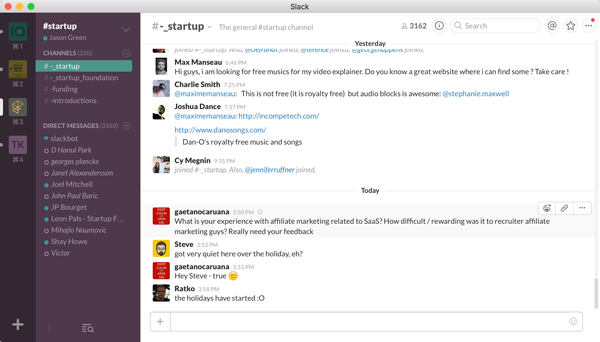 Slack
#startup
Jason Green
CHANNELS (220)
# -_startup
# -_startup_foundation
# -funding
# -introductions
DIRECT MESSAGES (3560)
slackbot
D Hanul Park
georges plancke
Janet Alexandersson
Joel Mitchell
John Paul Baric
JP Bourget
Leon Pals - Startup F...
Mihajlo Naumovic
Shay Howe
Victor
⌘1
⌘2
⌘3
TK
⌘4
#-_startup
The general #startup channel
3162
Search
Yesterday
joined #-_startup. Also, joined, @terence joined, joined.
Max Manseau 6:46 PM
Hi guys, i am looking for free musics for my video explainer. Do you know a great website where i can find some ? Take care !
Charlie Smith 7:25 PM
@maximemanseau: This is not free (it is royalty free) but audio blocks is awesome: @stephanie.maxwell
Joshua Dance 7:57 PM
@maximemanseau: http://incompetech.com/
http://www.danosongs.com/
Dan-O's royalty free music and songs
Cy Megnin 9:31 PM
joined #-_startup. Also, @jenniferruffner joined.
Today
gaetanocaruna 3:50 PM
What is your experience with affiliate marketing related to SaaS? How difficult / rewarding was it to recruiter affiliate
marketing guys? Really need your feedback
Steve 3:52 PM
got very quiet here over the holiday, eh?
gaetanocaruna 3:53 PM
Hey Steve - true 😐
Ratko 3:58 PM
the holidays have started :O